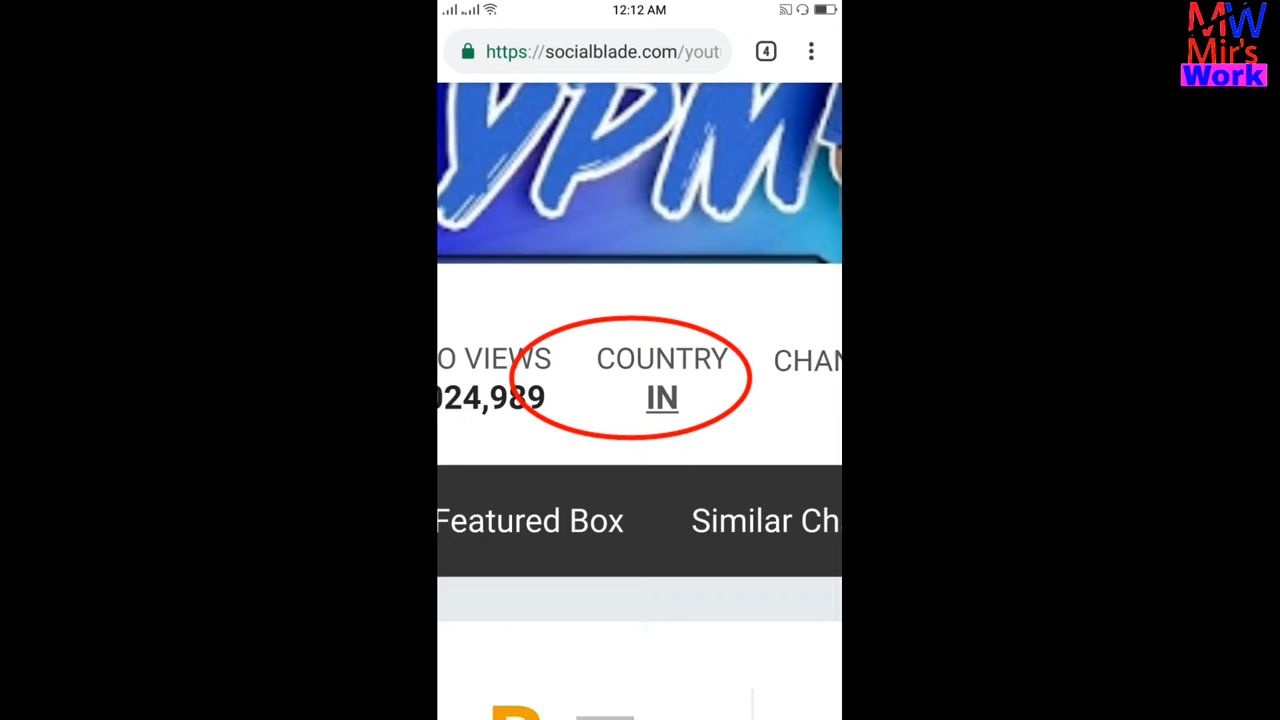 12:12 AM
MW
Mir's
Work
https://socialblade.com/yout
4
YPM
O VIEWS COUNTRY CHAN
024,989 IN
Featured Box Similar Ch